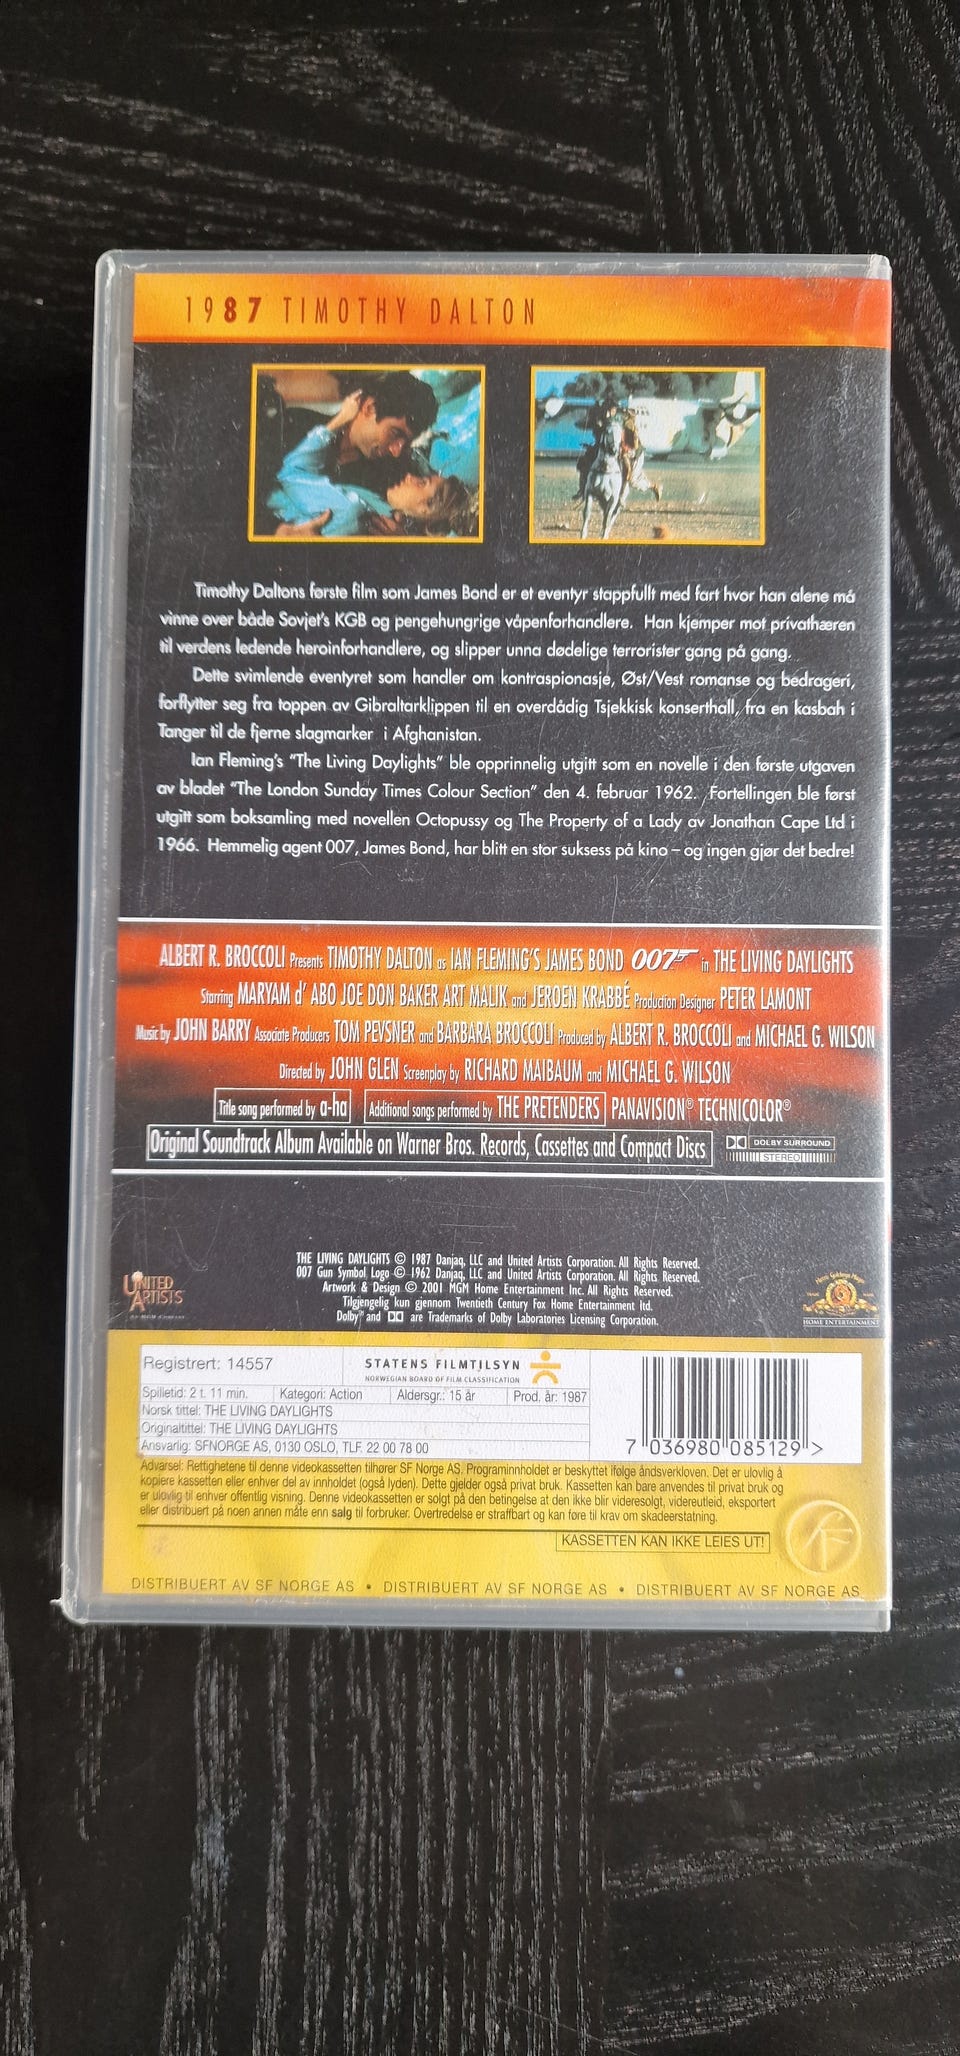 1987 TIMOTHY DALTON
Timothy Daltons første film som James Bond er et eventyr stappfullt med fart hvor han alene må
vinne over både Sovjet's KGB og pengehungrige våpenforhandlere. Han kjemper mot privathæren
til verdens ledende heroinforhandlere, og slipper unna dødelige terrorister gang på gang.
Dette svimlende eventyret som handler om kontraspionasje, Øst/Vest romanse og bedrageri,
forflytter seg fra toppen av Gibraltarklippen til en overdådig Tsjekkisk konserthall, fra en kasbah i
Tanger til de fjerne slagmarker i Afghanistan.
Ian Fleming's "The Living Daylights" ble opprinnelig utgitt som en novelle i den første utgaven
av bladet "The London Sunday Times Colour Section" den 4. februar 1962. Fortellingen ble først
utgitt som boksamling med novellen Octopussy og The Property of a Lady av Jonathan Cape Ltd i
1966. Hemmelig agent 007, James Bond, har blitt en stor suksess på kino – og ingen gjør det bedre!
ALBERT R. BROCCOLI Presents TIMOTHY DALTON as IAN FLEMING'S JAMES BOND 007 in THE LIVING DAYLIGHTS
Starring MARYAM d' ABO JOE DON BAKER ART MALIK and JEROEN KRABBÉ Production Designer PETER LAMONT
Music by JOHN BARRY Associate Producers TOM PEVSNER and BARBARA BROCCOLI Produced by ALBERT R. BROCCOLI and MICHAEL G. WILSON
Directed by JOHN GLEN Screenplay by RICHARD MAIBAUM and MICHAEL G. WILSON
Title song performed by a-ha Additional songs performed by THE PRETENDERS PANAVISION® TECHNICOLOR®
Original Soundtrack Album Available on Warner Bros. Records, Cassettes and Compact Discs DOLBY SURROUND
STEREO
THE LIVING DAYLIGHTS © 1987 Danjaq, LLC and United Artists Corporation. All Rights Reserved.
007 Gun Symbol Logo © 1962 Danjaq, LLC and United Artists Corporation. All Rights Reserved.
Artwork & Design © 2001 MGM Home Entertainment Inc. All Rights Reserved.
Tilgjengelig kun gjennom Twentieth Century Fox Home Entertainment ltd.
Dolby® and are Trademarks of Dolby Laboratories Licensing Corporation.
UNITED
ARTISTS
HOME ENTERTAINMENT
Registrert: 14557
STATENS FILMTILSYN
NORWEGIAN BOARD OF FILM CLASSIFICATION
Spilletid: 2 t. 11 min. Kategori: Action Aldersgr.: 15 år Prod. år: 1987
Norsk tittel: THE LIVING DAYLIGHTS
Originaltittel: THE LIVING DAYLIGHTS
Ansvarlig: SFNORGE AS, 0130 OSLO, TLF. 22 00 78 00
7 036980 085129 >
Advarsel: Rettighetene til denne videokassetten tilhører SF Norge AS. Programinnholdet er beskyttet ifølge åndsverkloven. Det er ulovlig å
kopiere kassetten eller enhver del av innholdet (også lyden). Dette gjelder også privat bruk. Kassetten kan bare anvendes til privat bruk og
er ulovlig til enhver offentlig visning. Denne videokassetten er solgt på den betingelse at den ikke blir videresolgt, videreutleid, eksportert
eller distribuert på noen annen måte enn salg til forbruker. Overtredelse er straffbart og kan føre til krav om skadeerstatning.
KASSETTEN KAN IKKE LEIES UT!
DISTRIBUERT AV SF NORGE AS • DISTRIBUERT AV SF NORGE AS • DISTRIBUERT AV SF NORGE AS